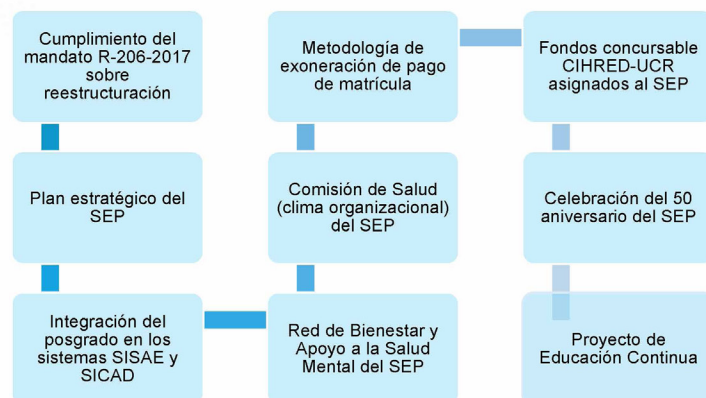 Cumplimiento del
mandato R-206-2017
sobre
reestructuración
Plan estratégico del
SEP
Integración del
posgrado en los
sistemas SISAE y
SICAD
Red de Bienestar y
Apoyo a la Salud
Mental del SEP
Comisión de Salud
(clima organizacional)
del SEP
Metodología de
exoneración de pago
de matrícula
Fondos concursable
CIHRED-UCR
asignados al SEP
Celebración del 50
aniversario del SEP
Proyecto de
Educación Continua